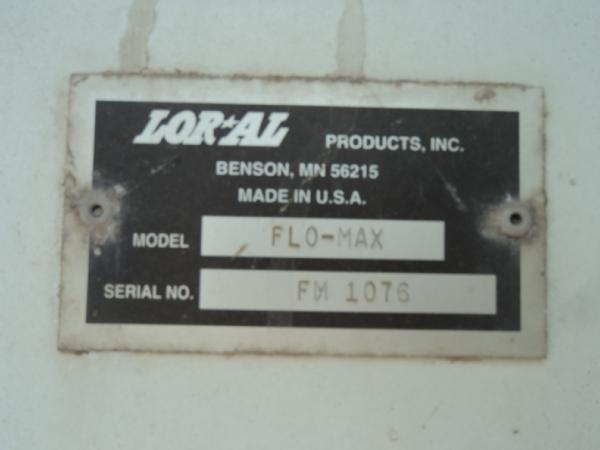 LOR★AL PRODUCTS, INC.
BENSON, MN 56215
MADE IN U.S.A.
MODEL FLO-MAX
SERIAL NO. FM 1076